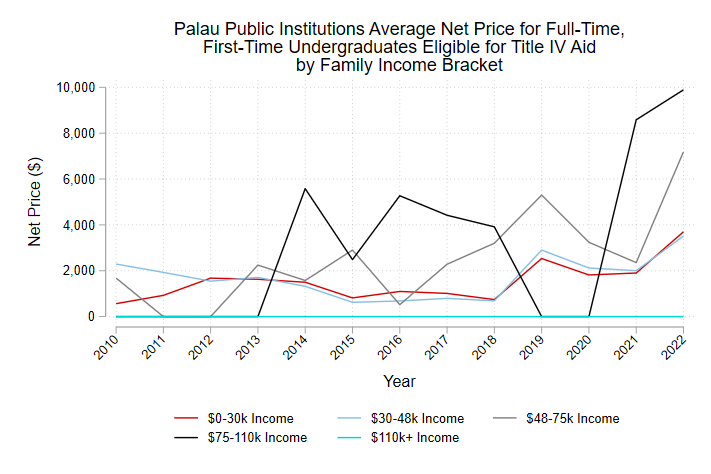 Palau Public Institutions Average Net Price for Full-Time,
First-Time Undergraduates Eligible for Title IV Aid
by Family Income Bracket
Net Price ($)
10,000
8,000
6,000
4,000
2,000
0
2010 2011 2012 2013 2014 2015 2016 2017 2018 2019 2020 2021 2022
Year
$0-30k Income $30-48k Income $48-75k Income
$75-110k Income $110k+ Income